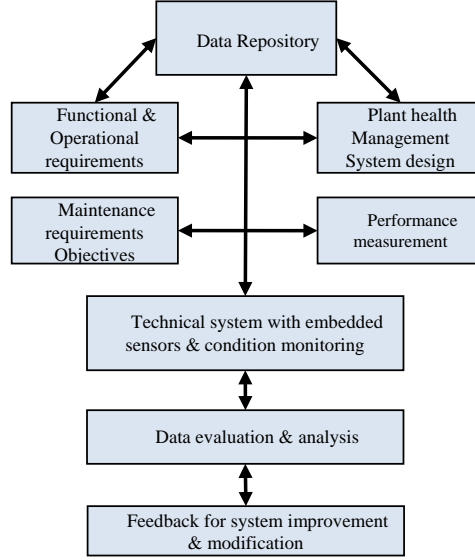 Data Repository
Functional &
Operational
requirements
Plant health
Management
System design
Maintenance
requirements
Objectives
Performance
measurement
Technical system with embedded
sensors & condition monitoring
Data evaluation & analysis
Feedback for system improvement
& modification